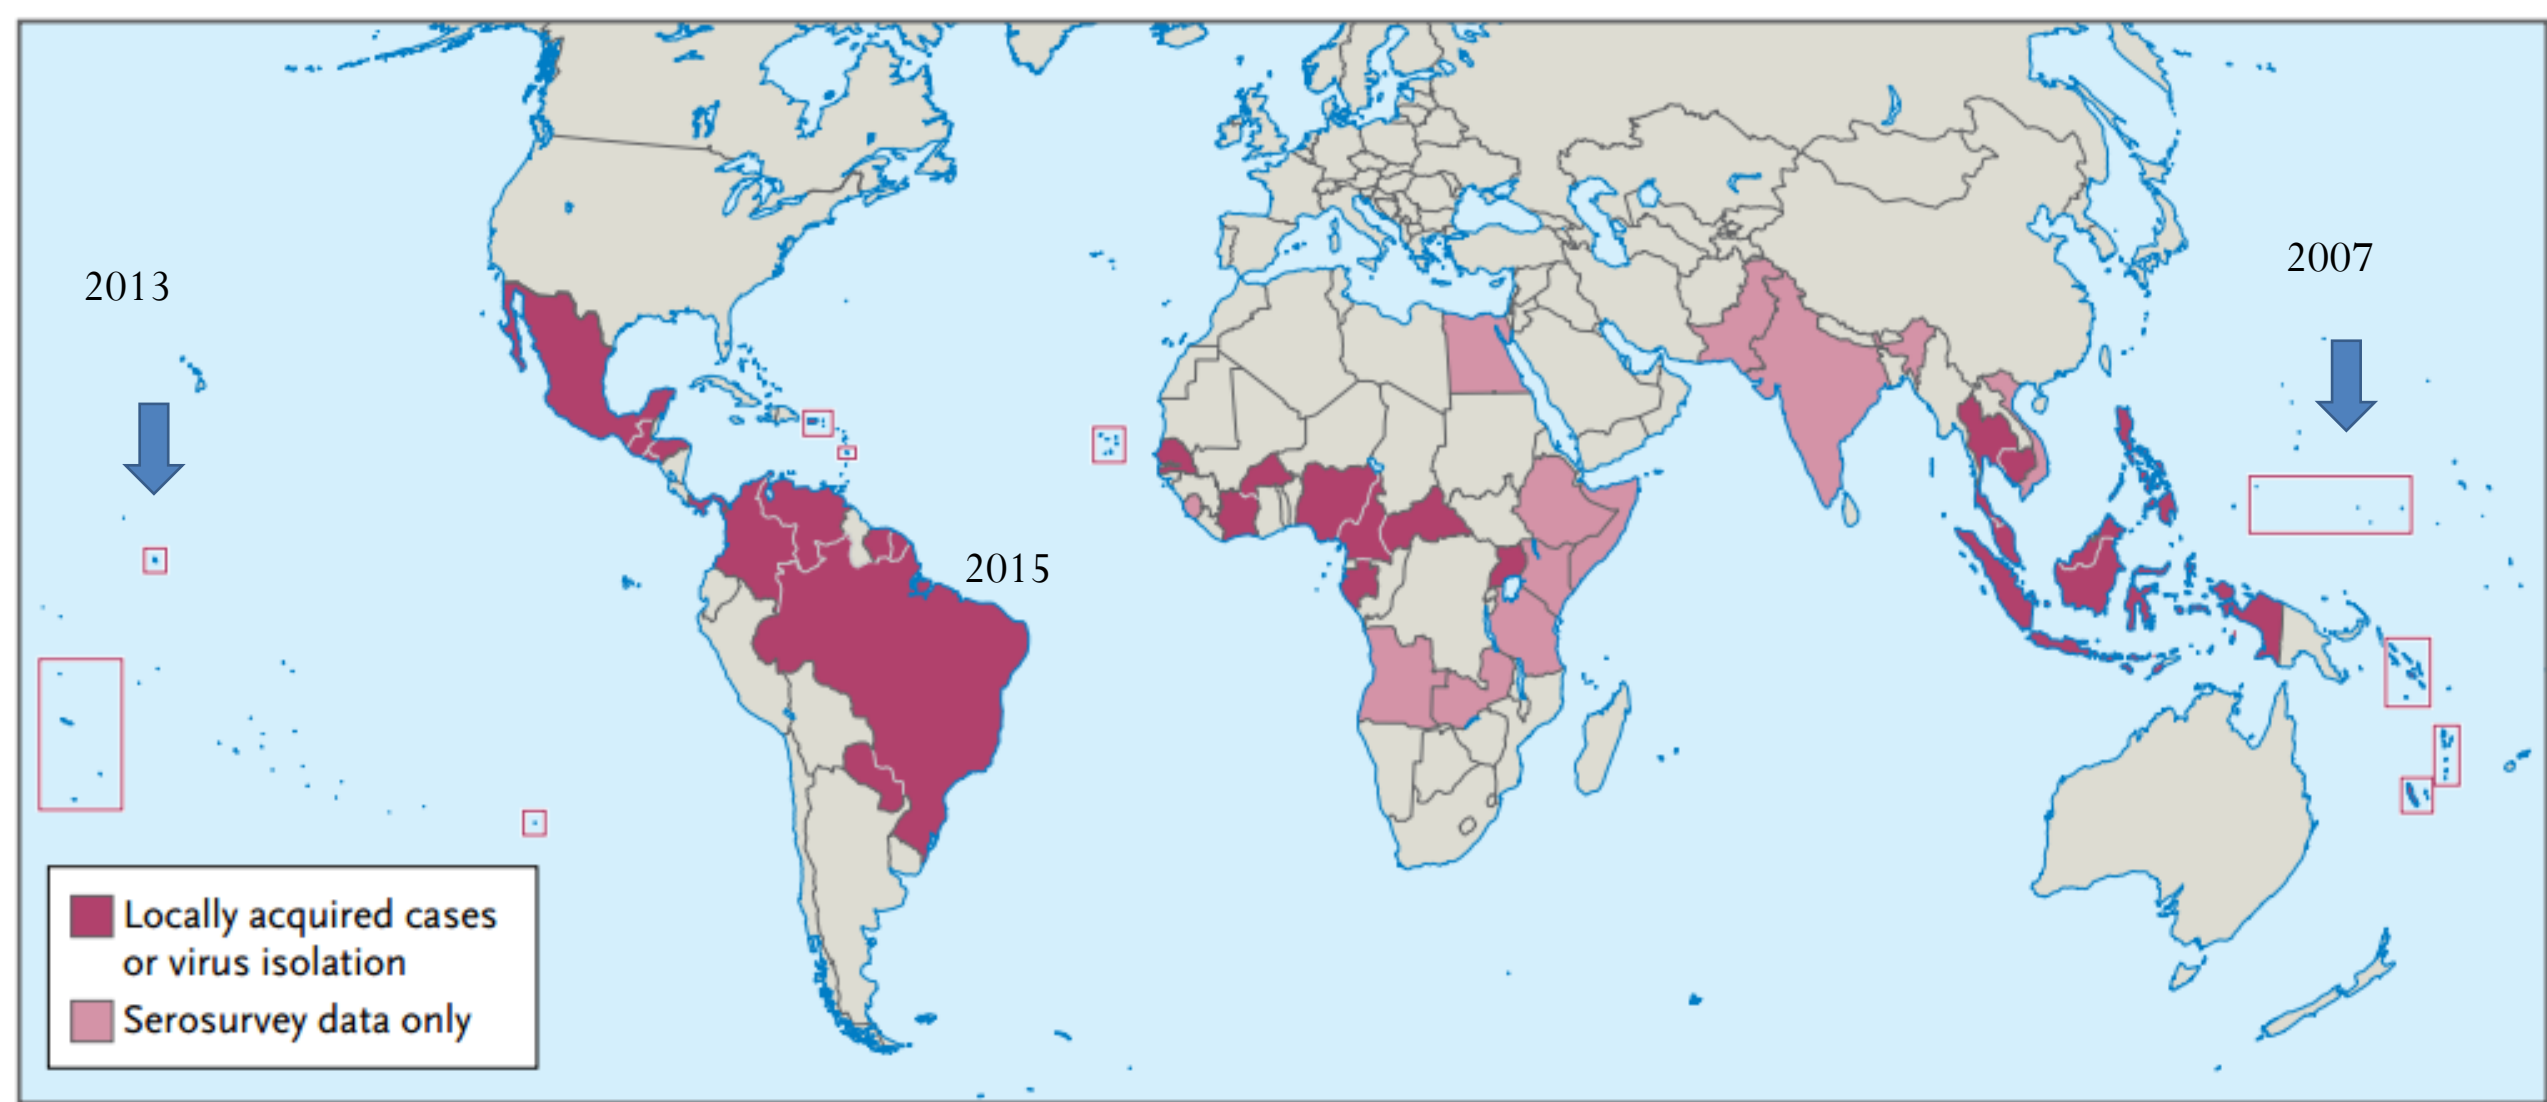 2007
2013
2015
Locally acquired cases
or virus isolation
Serosurvey data only